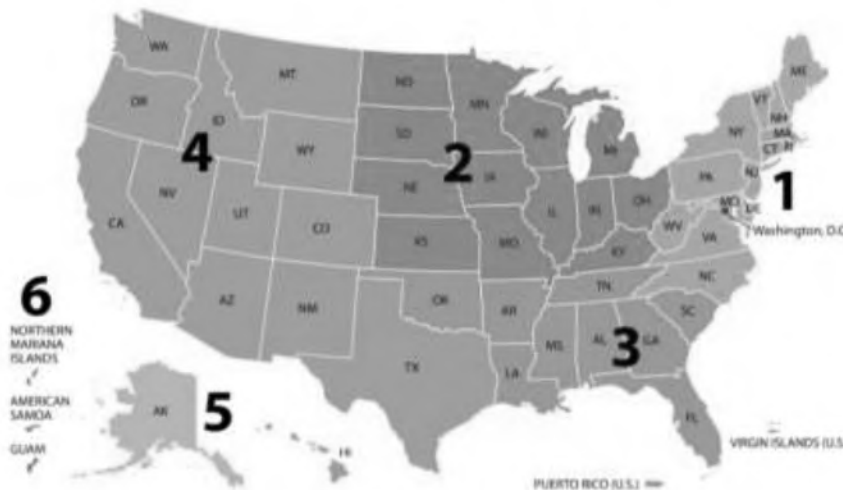 WA
MT
ND
MN
ME
OR
ID
SD
WI
MI
VT
NH
NY
MA
CT
RI
WY
4
2
1
NE
IA
PA
NJ
NV
UT
CO
IL
IN
OH
MD
DE
WV
VA
Washington, D.C
CA
KS
MO
KY
NC
TN
AZ
NM
OK
AR
SC
6
MS
AL
GA
3
NORTHERN
MARIANA
ISLANDS
TX
LA
AMERICAN
SAMOA
AK
5
FL
GUAM
HI
VIRGIN ISLANDS (U.S
PUERTO RICO (U.S.)